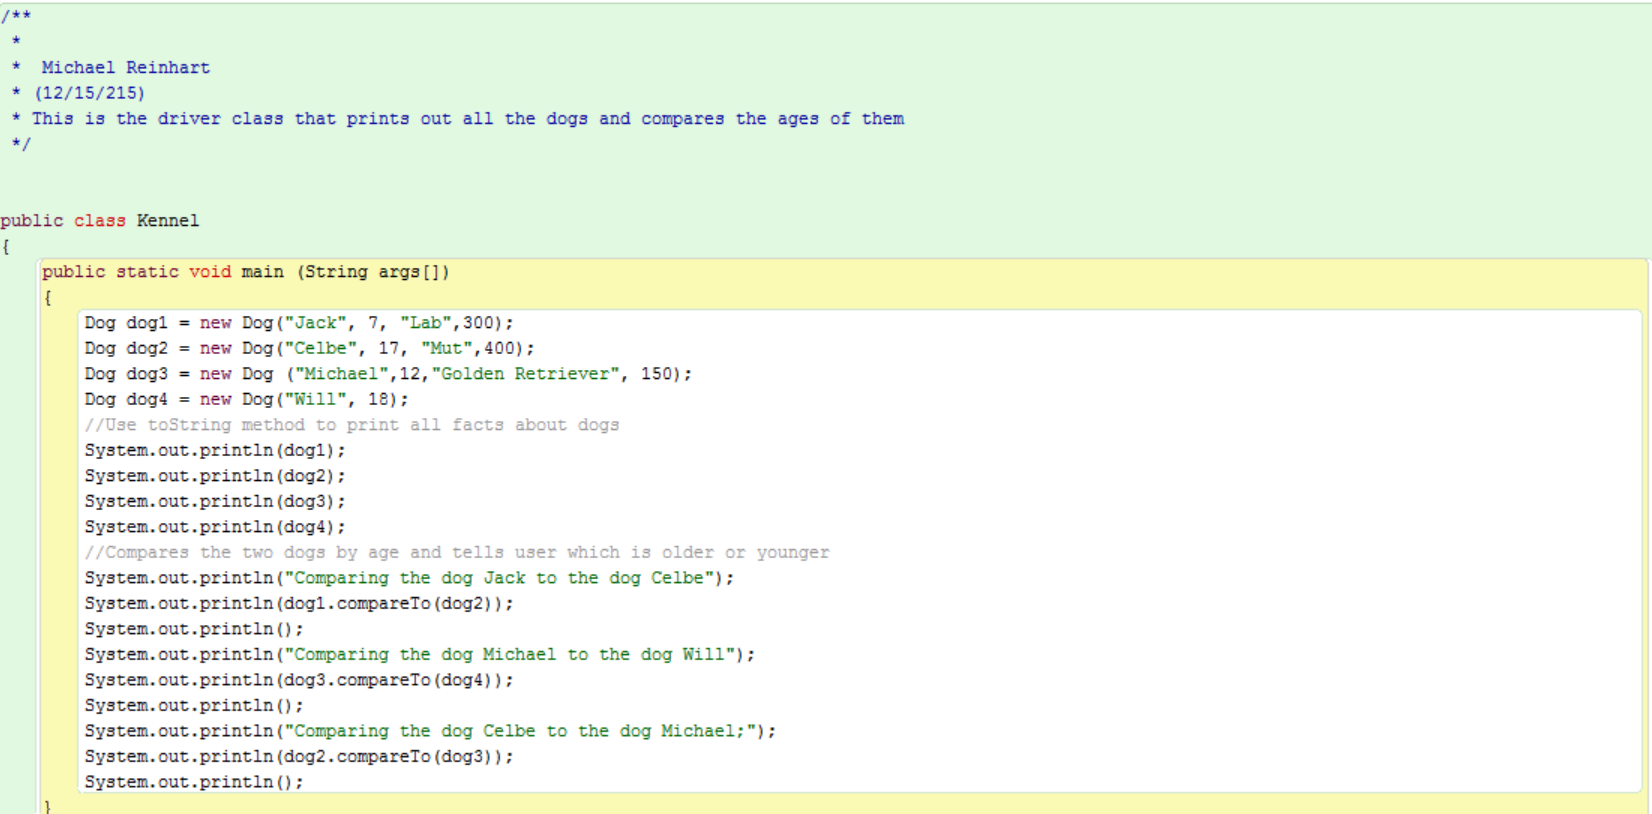 /**
 *
 *  Michael Reinhart
 * (12/15/215)
 * This is the driver class that prints out all the dogs and compares the ages of them
 */
public class Kennel
{
    public static void main (String args[])
    {
        Dog dog1 = new Dog("Jack", 7, "Lab",300);
        Dog dog2 = new Dog("Celbe", 17, "Mut",400);
        Dog dog3 = new Dog ("Michael",12,"Golden Retriever", 150);
        Dog dog4 = new Dog("Will", 18);
        //Use toString method to print all facts about dogs
        System.out.println(dog1);
        System.out.println(dog2);
        System.out.println(dog3);
        System.out.println(dog4);
        //Compares the two dogs by age and tells user which is older or younger
        System.out.println("Comparing the dog Jack to the dog Celbe");
        System.out.println(dog1.compareTo(dog2));
        System.out.println();
        System.out.println("Comparing the dog Michael to the dog Will");
        System.out.println(dog3.compareTo(dog4));
        System.out.println();
        System.out.println("Comparing the dog Celbe to the dog Michael;");
        System.out.println(dog2.compareTo(dog3));
        System.out.println();
    }